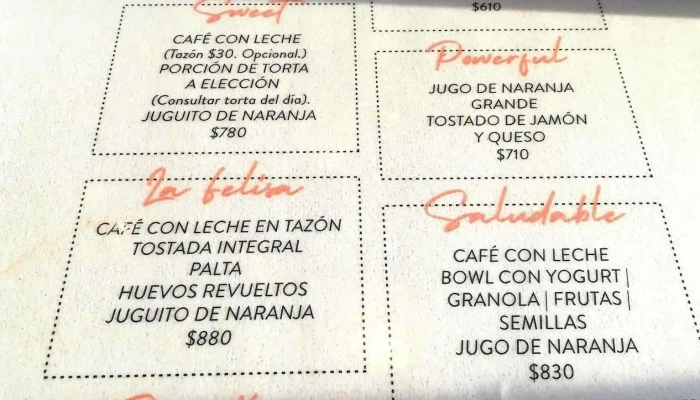 Sweet
CAFÉ CON LECHE
(Tazón $30. Opcional.)
PORCIÓN DE TORTA
A ELECCIÓN
(Consultar torta del día).
JUGUITO DE NARANJA
$780
$610
Powerful
JUGO DE NARANJA
GRANDE
TOSTADO DE JAMÓN
Y QUESO
$710
La felisa
CAFÉ CON LECHE EN TAZÓN
TOSTADA INTEGRAL
PALTA
HUEVOS REVUELTOS
JUGUITO DE NARANJA
$880
Saludable
CAFÉ CON LECHE
BOWL CON YOGURT |
GRANOLA | FRUTAS |
SEMILLAS
JUGO DE NARANJA
$830